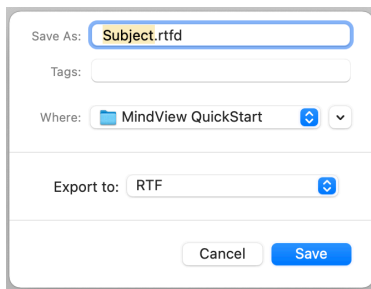 Save As: Subject.rtfd
Tags:
Where: MindView QuickStart
Export to: RTF
Cancel Save